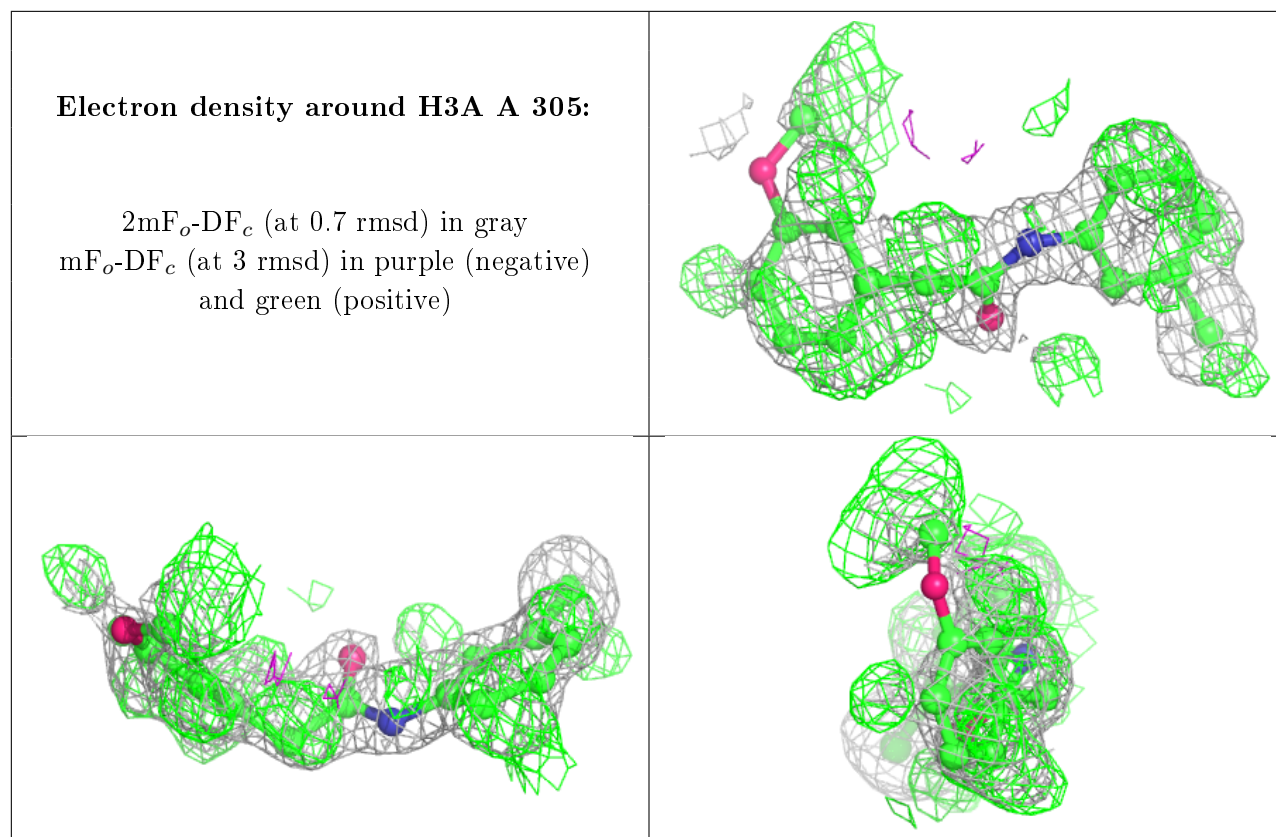 Electron density around H3A A 305:
2mFo-DFc (at 0.7 rmsd) in gray
mFo-DFc (at 3 rmsd) in purple (negative)
and green (positive)